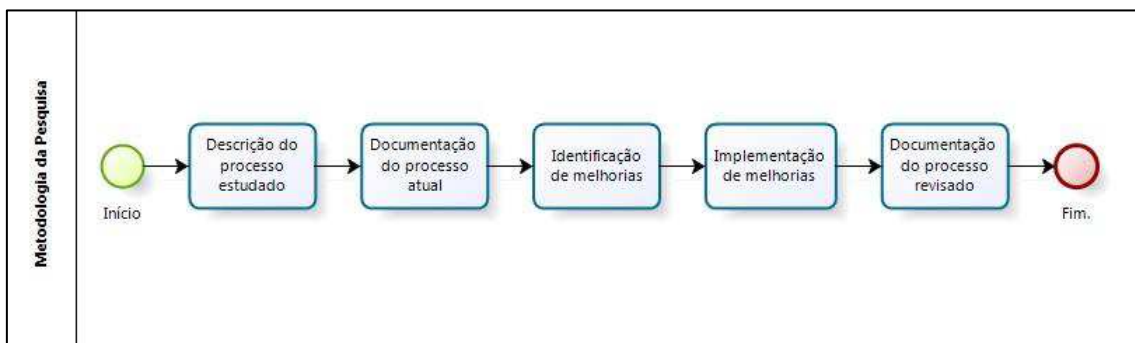 Metodologia da Pesquisa
Início
Descrição do
processo
estudado
Documentação
do processo
atual
Identificação
de melhorias
Implementação
de melhorias
Documentação
do processo
revisado
Fim.